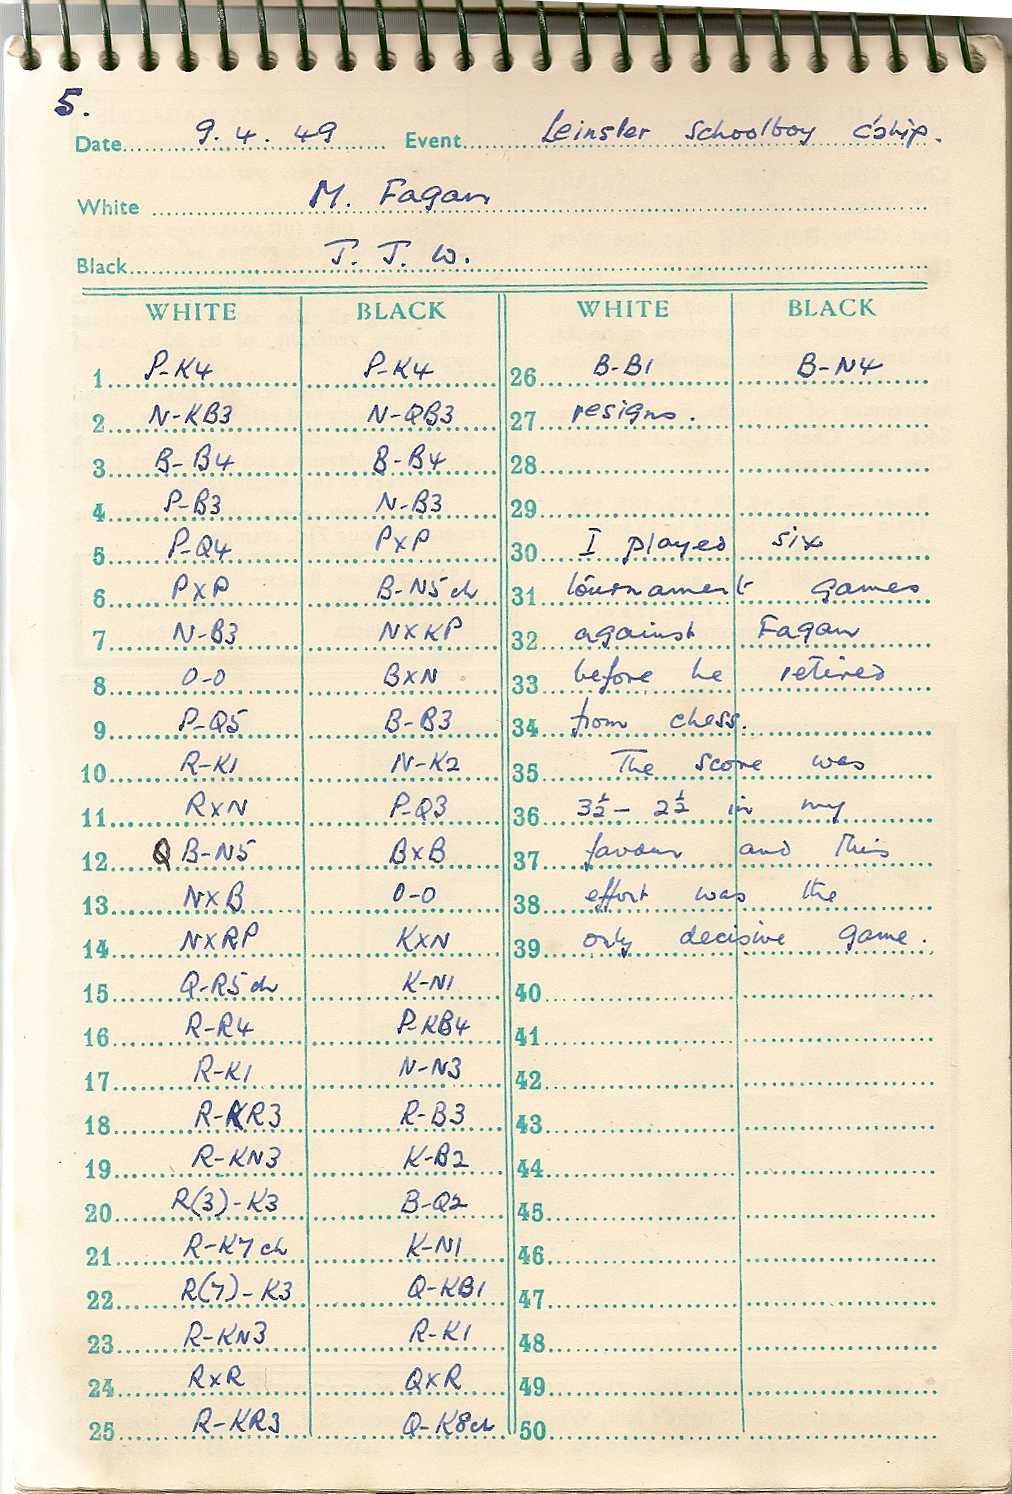 5.
Date 9.4.49 Event Leinster Schoolboy C'ship.
White M. Fagan
Black J. J. W.
WHITE BLACK WHITE BLACK
1 P-K4 P-K4 26 B-B1 B-N4
2 N-KB3 N-QB3 27 resigns.
3 B-B4 B-B4 28
4 P-B3 N-B3 29
5 P-Q4 PxP 30 I played six
6 PxP B-N5 ch 31 tournament games
7 N-B3 NxKP 32 against Fagan
8 0-0 BxN 33 before he retired
9 P-Q5 B-B3 34 from chess.
10 R-K1 N-K2 35 The score was
11 RxN P-Q3 36 3½ - 2½ in my
12 Q B-N5 BxB 37 favour and this
13 NxB 0-0 38 effort was the
14 NxRP KxN 39 only decisive game.
15 Q-R5 ch K-N1 40
16 R-R4 P-KB4 41
17 R-K1 N-N3 42
18 R-KR3 R-B3 43
19 R-KN3 K-B2 44
20 R(3)-K3 B-Q2 45
21 R-K7 ch K-N1 46
22 R(7)-K3 Q-KB1 47
23 R-KN3 R-K1 48
24 RxR QxR 49
25 R-KR3 Q-K8 ch 50